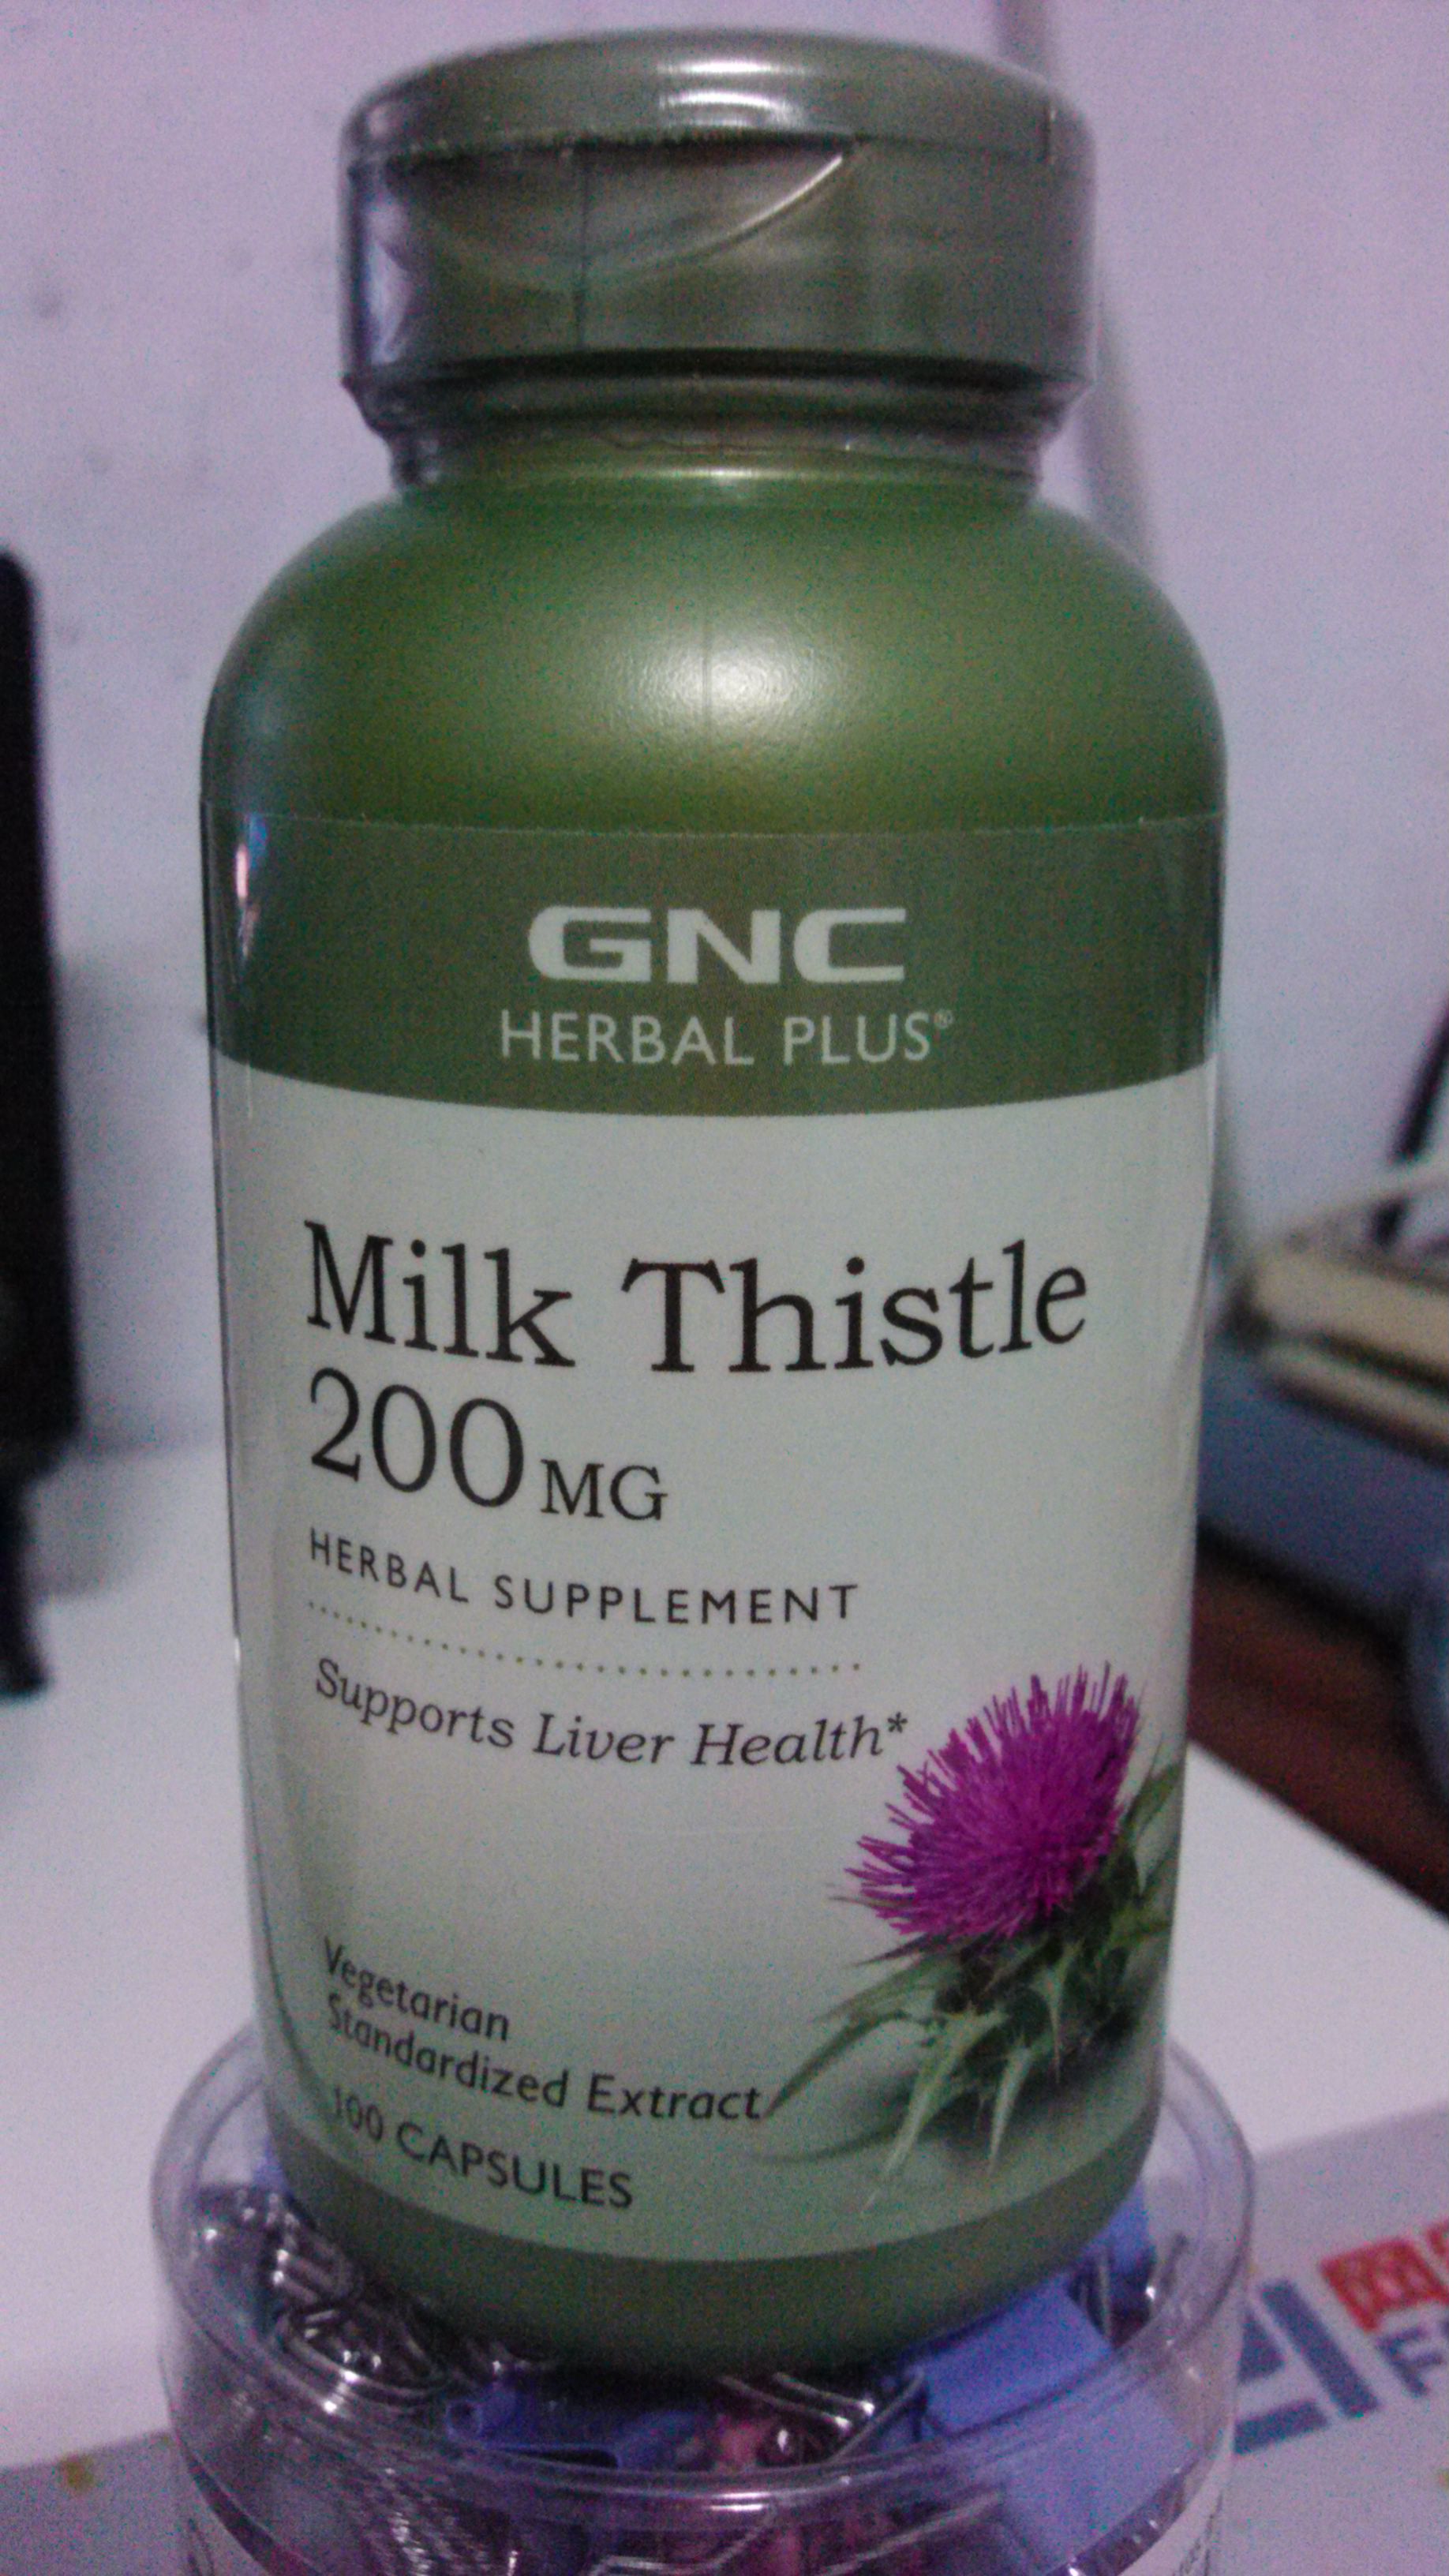 GNC
HERBAL PLUS®
Milk Thistle
200 MG
HERBAL SUPPLEMENT
Supports Liver Health*
Vegetarian
Standardized Extract
100 CAPSULES